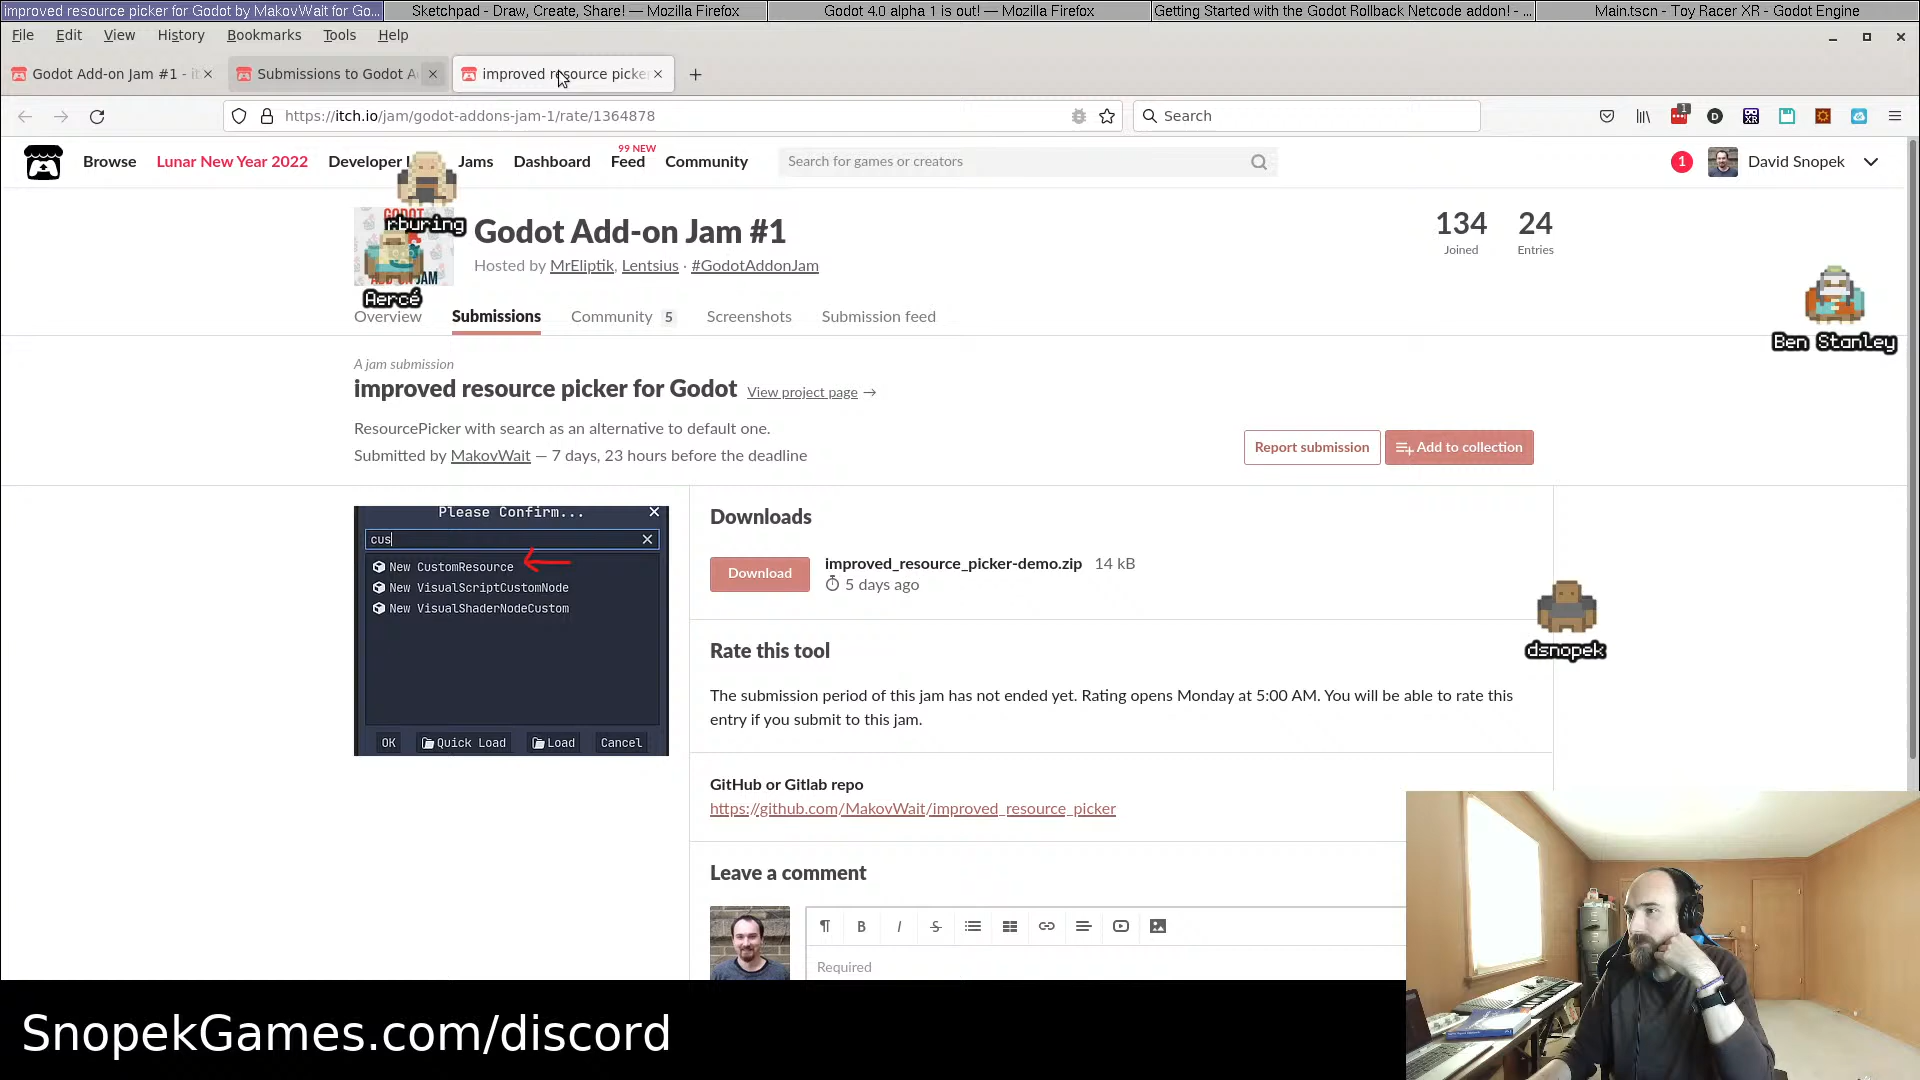 improved resource picker for Godot by MakovWait for Go...
Sketchpad - Draw, Create, Share! — Mozilla Firefox
Godot 4.0 alpha 1 is out! — Mozilla Firefox
Getting Started with the Godot Rollback Netcode addon! - ...
Main.tscn - Toy Racer XR - Godot Engine
File Edit View History Bookmarks Tools Help
Godot Add-on Jam #1 - it
Submissions to Godot A
improved resource picke
https://itch.io/jam/godot-addons-jam-1/rate/1364878
Search
1
Browse
Lunar New Year 2022
Developer
Jams
Dashboard
99 NEW
Feed
Community
Search for games or creators
1
David Snopek
rburing
GODOT
Aercé
JAM
Godot Add-on Jam #1
Hosted by MrEliptik, Lentsius · #GodotAddonJam
134
Joined
24
Entries
Ben Stanley
Overview
Submissions
Community 5
Screenshots
Submission feed
A jam submission
improved resource picker for Godot View project page →
ResourcePicker with search as an alternative to default one.
Submitted by MakovWait — 7 days, 23 hours before the deadline
Report submission
Add to collection
Please Confirm...
cus
New CustomResource
New VisualScriptCustomNode
New VisualShaderNodeCustom
OK
Quick Load
Load
Cancel
Downloads
Download
improved_resource_picker-demo.zip 14 kB
5 days ago
dsnopek
Rate this tool
The submission period of this jam has not ended yet. Rating opens Monday at 5:00 AM. You will be able to rate this
entry if you submit to this jam.
GitHub or Gitlab repo
https://github.com/MakovWait/improved_resource_picker
Leave a comment
Required
SnopekGames.com/discord